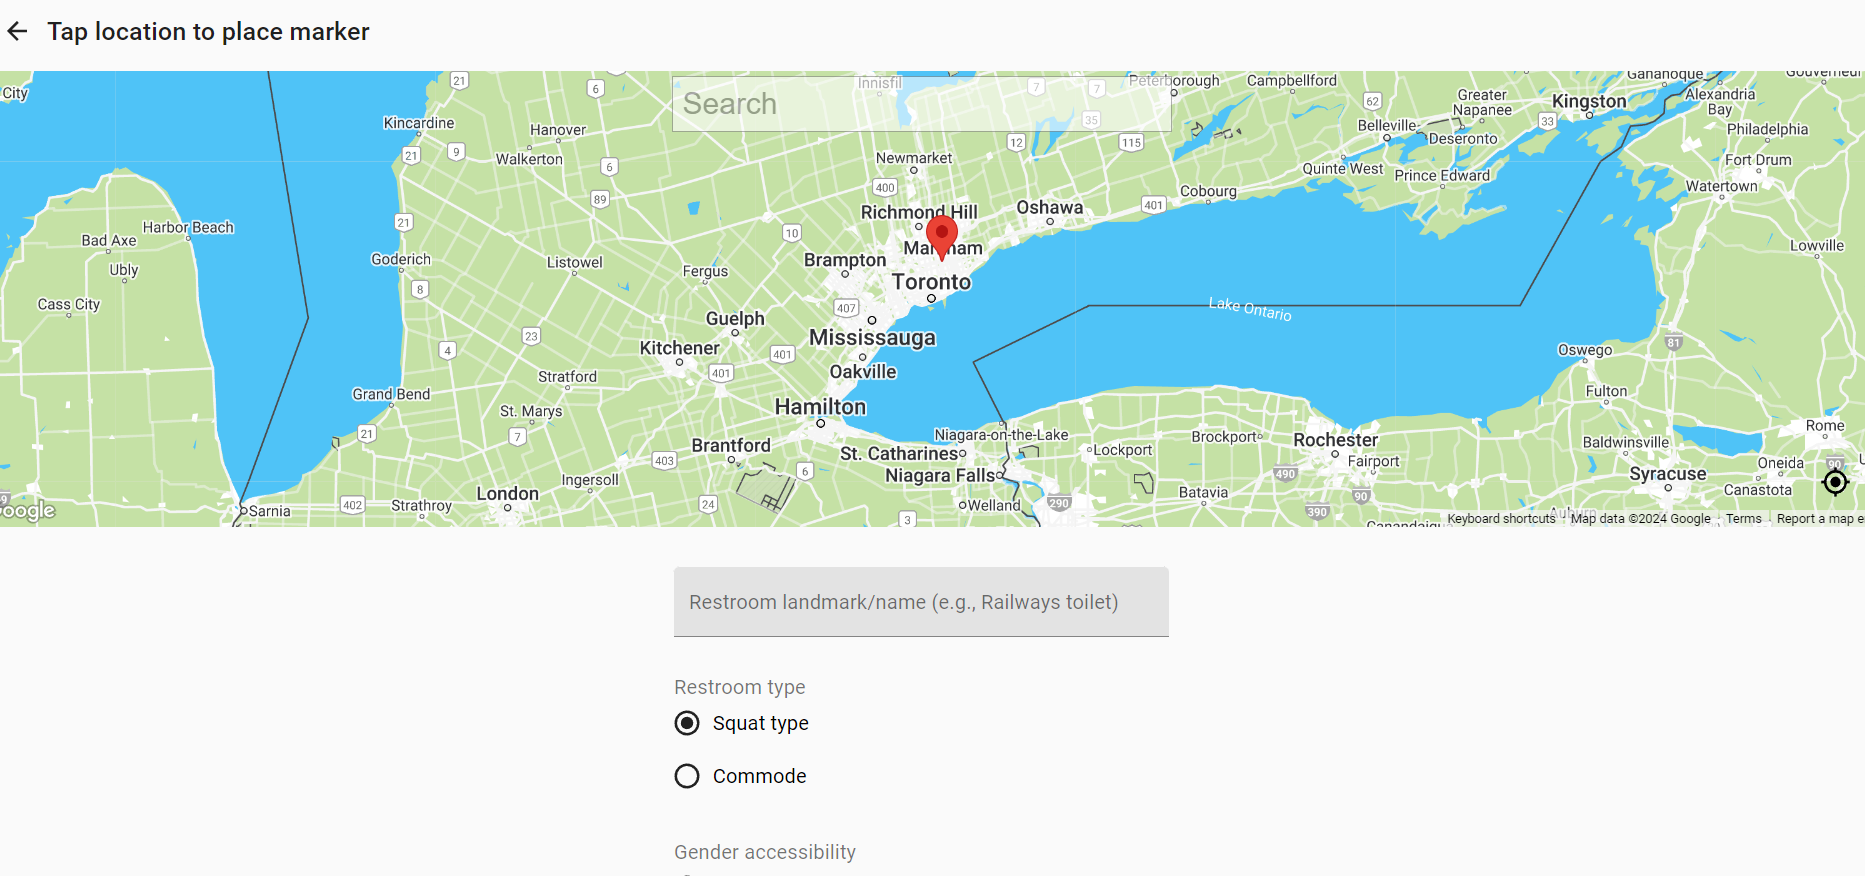 Tap location to place marker
Search
City
21
6
Innisfil
7
7
Peterborough
Campbellford
Gananoque
Gouverneur
Kincardine
Hanover
35
62
Greater
Napanee
Kingston
Alexandria
Bay
21
9
Walkerton
6
Newmarket
12
115
Belleville
Deseronto
33
Philadelphia
89
400
Quinte West
Prince Edward
Fort Drum
Watertown
Harbor Beach
21
Richmond Hill
Oshawa
401
Cobourg
Bad Axe
10
Lowville
Goderich
Listowel
Fergus
Brampton
Ubly
8
Toronto
Cass City
407
Lake Ontario
Guelph
Mississauga
4
23
Kitchener
401
401
Oakville
Oswego
81
Stratford
Grand Bend
St. Marys
Hamilton
Fulton
21
7
Brantford
403
6
Niagara-on-the-Lake
St. Catharines
Niagara Falls
Lockport
Brockport
Rochester
Fairport
Baldwinsville
Rome
Ingersoll
490
Syracuse
Oneida
90
London
Strathroy
402
24
Welland
290
Batavia
90
Canastota
Sarnia
3
390
Keyboard shortcuts
Map data ©2024 Google
Terms
Report a map e
Restroom landmark/name (e.g., Railways toilet)
Restroom type
Squat type
Commode
Gender accessibility